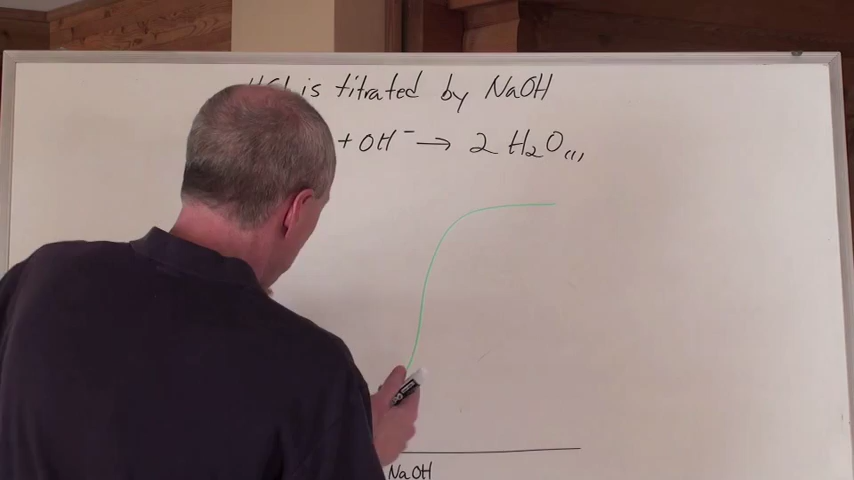 is titrated by NaOH
+ OH⁻ → 2 H₂O(l)
NaOH